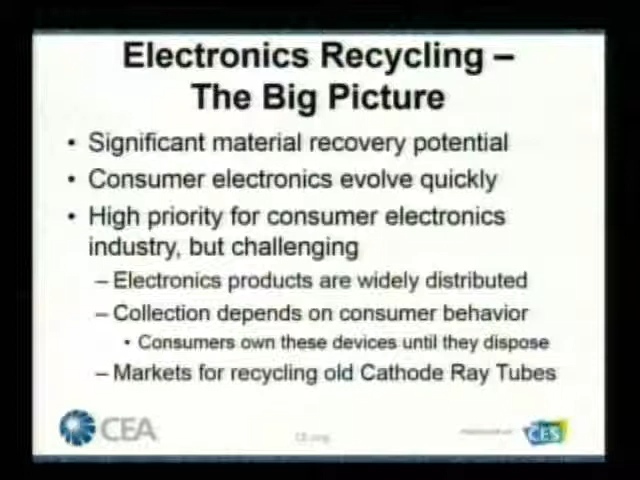 Electronics Recycling –
The Big Picture
• Significant material recovery potential
• Consumer electronics evolve quickly
• High priority for consumer electronics
industry, but challenging
– Electronics products are widely distributed
– Collection depends on consumer behavior
• Consumers own these devices until they dispose
– Markets for recycling old Cathode Ray Tubes
CEA
CES